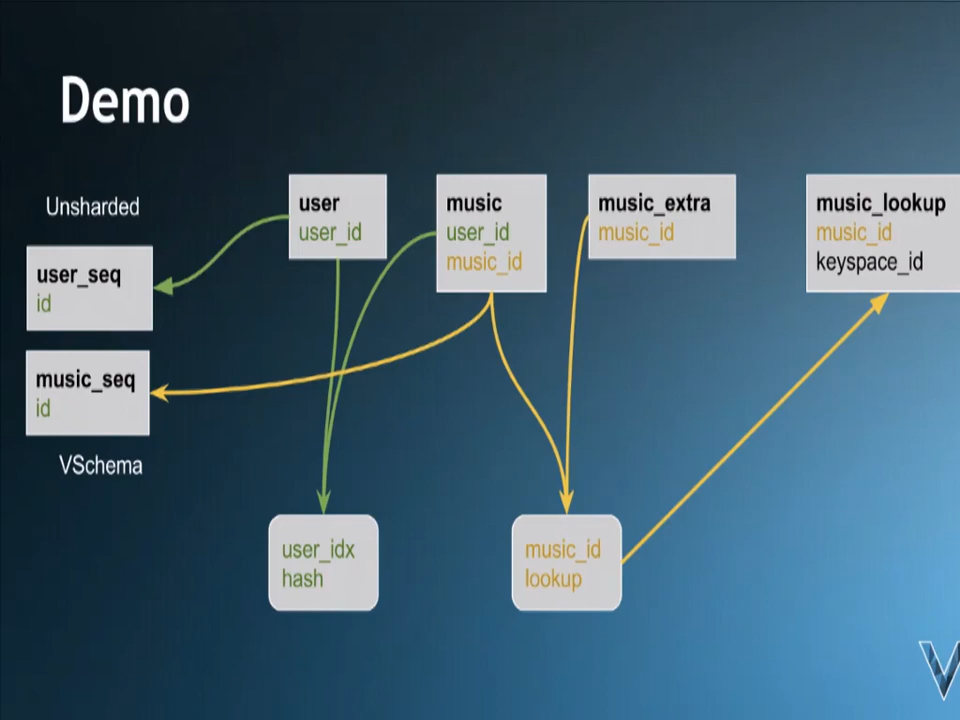 Demo
Unsharded
user_seq
id
music_seq
id
VSchema
user
user_id
music
user_id
music_id
music_extra
music_id
music_lookup
music_id
keyspace_id
user_idx
hash
music_id
lookup